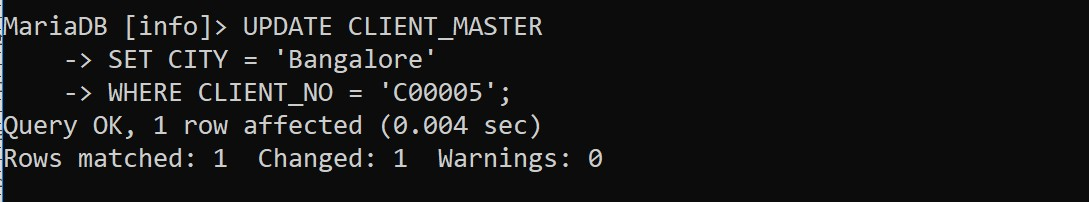 MariaDB [info]> UPDATE CLIENT_MASTER
    -> SET CITY = 'Bangalore'
    -> WHERE CLIENT_NO = 'C00005';
Query OK, 1 row affected (0.004 sec)
Rows matched: 1  Changed: 1  Warnings: 0